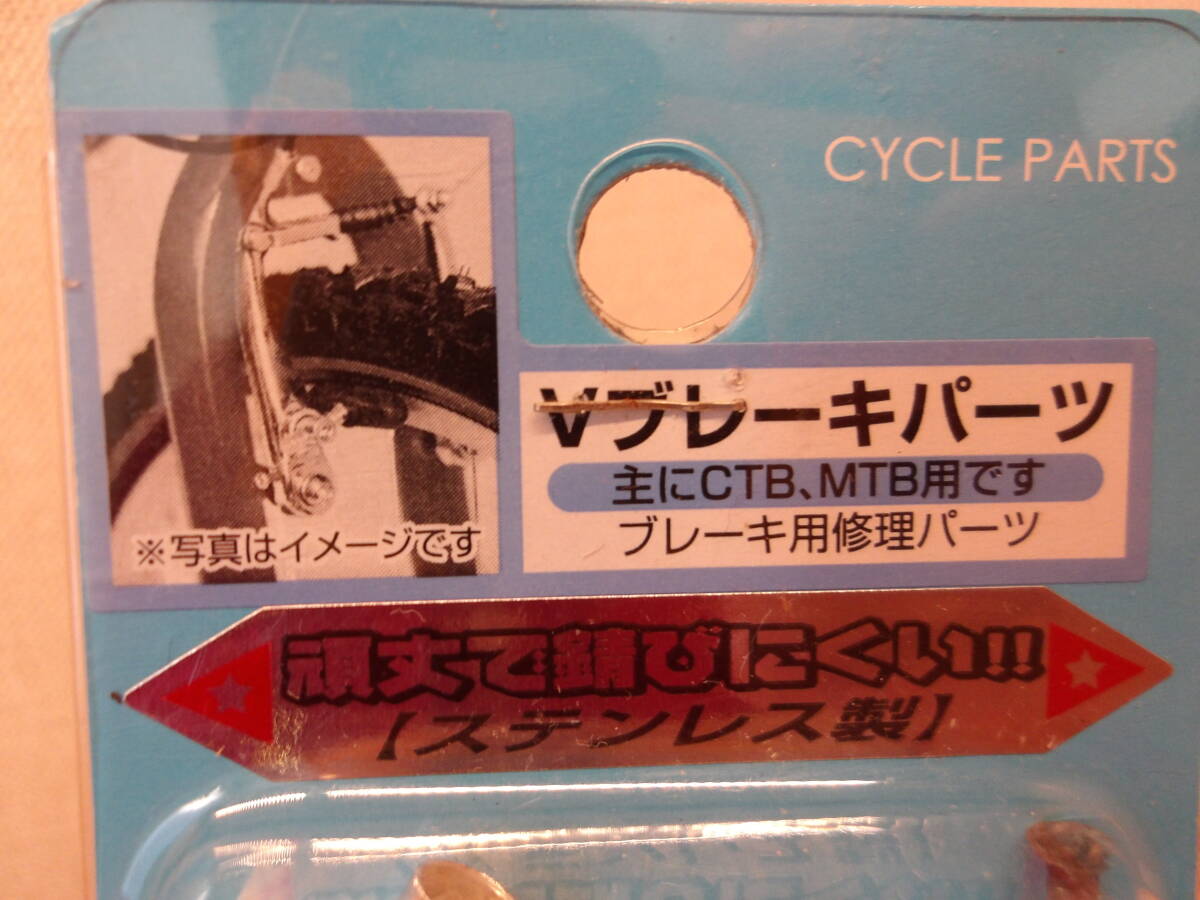 CYCLE PARTS
Vブレーキパーツ
主にCTB、MTB用です
ブレーキ用修理パーツ
※写真はイメージです
頑丈で錆びにくい!!
【ステンレス製】